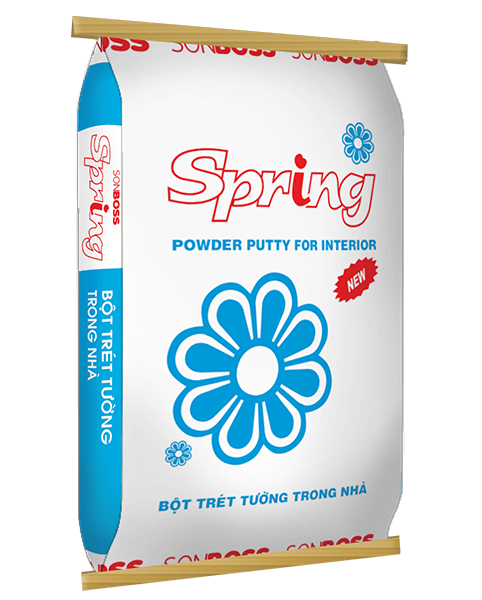 SONBOSS SONBOSS
Spring
POWDER PUTTY FOR INTERIOR
NEW
BỘT TRÉT TƯỜNG TRONG NHÀ
SONBOSS SONBOSS
SONBOSS
Spring
BỘT TRÉT TƯỜNG
TRONG NHÀ